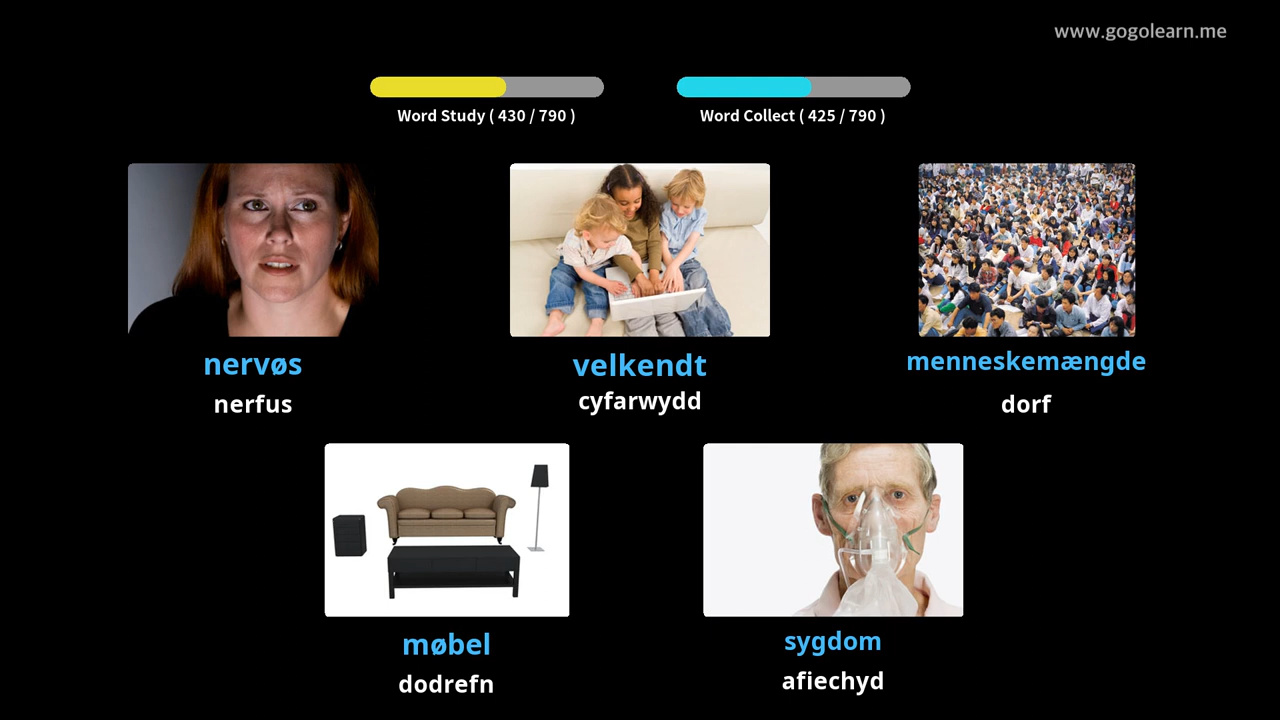 www.gogolearn.me
Word Study ( 430 / 790 )
Word Collect ( 425 / 790 )
nervøs
nerfus
velkendt
cyfarwydd
menneskemængde
dorf
møbel
dodrefn
sygdom
afiechyd